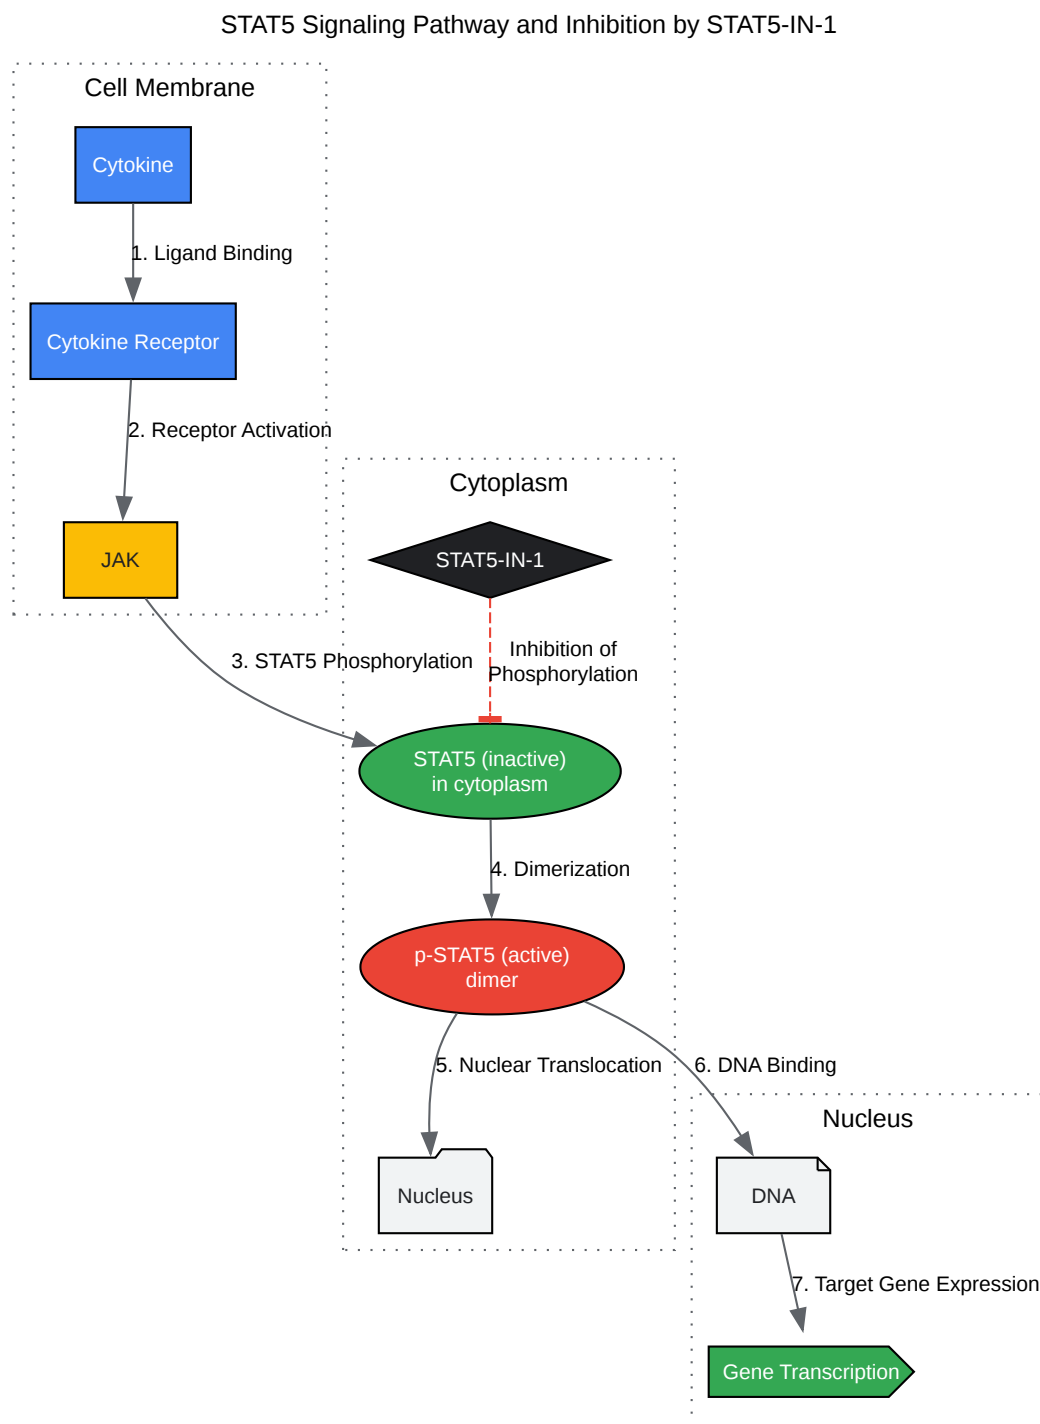 STAT5 Signaling Pathway and Inhibition by STAT5-IN-1
Cell Membrane
Cytokine
1. Ligand Binding
Cytokine Receptor
2. Receptor Activation
JAK
Cytoplasm
STAT5-IN-1
3. STAT5 Phosphorylation
Inhibition of
Phosphorylation
STAT5 (inactive)
in cytoplasm
4. Dimerization
p-STAT5 (active)
dimer
5. Nuclear Translocation
6. DNA Binding
Nucleus
Nucleus
DNA
7. Target Gene Expression
Gene Transcription